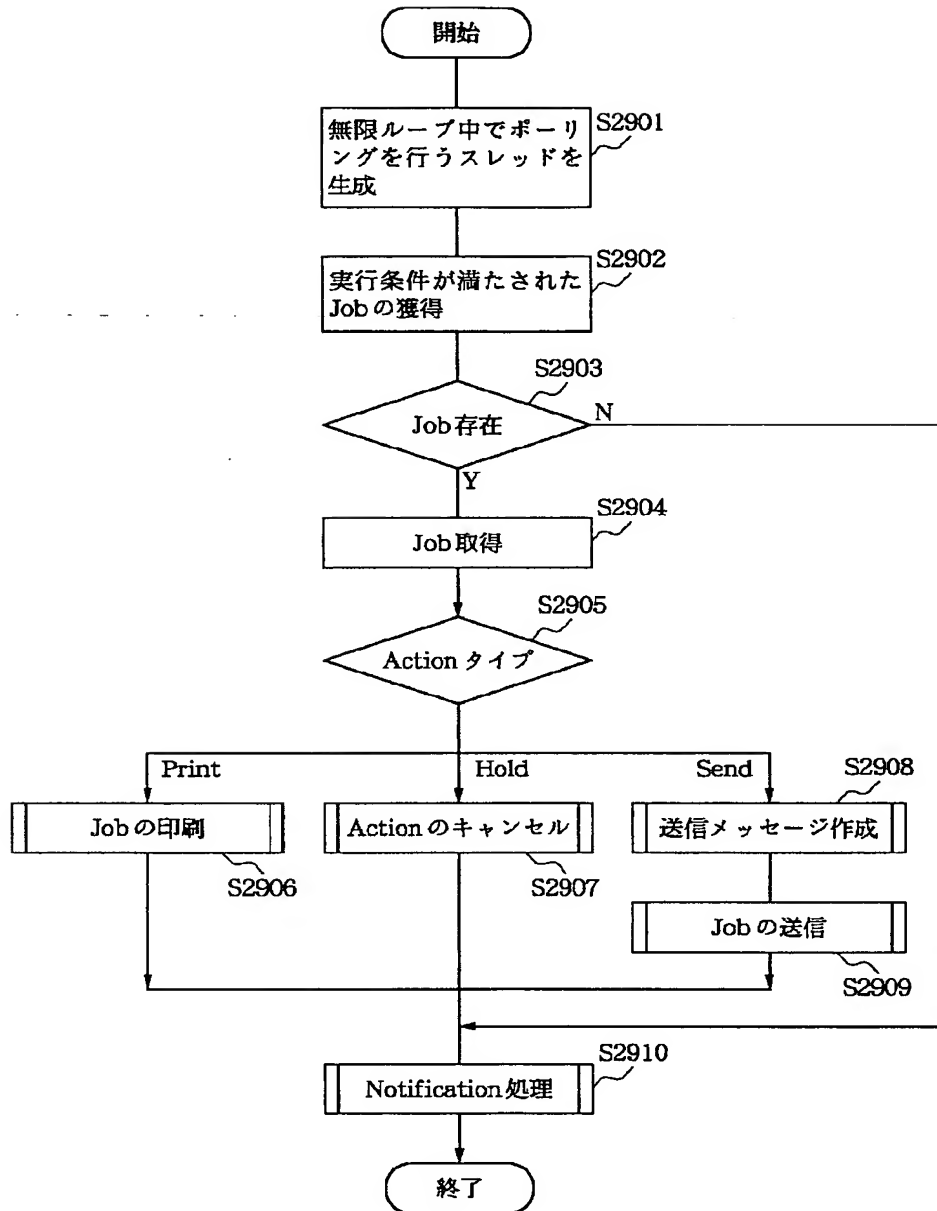 開始
S2901
無限ループ中でポーリ
ングを行うスレッドを
生成
S2902
実行条件が満たされた
Jobの獲得
S2903
Job存在
N
Y
S2904
Job取得
S2905
Actionタイプ
Print
Hold
Send
S2908
Jobの印刷
Actionのキャンセル
送信メッセージ作成
S2906
S2907
Jobの送信
S2909
S2910
Notification処理
終了